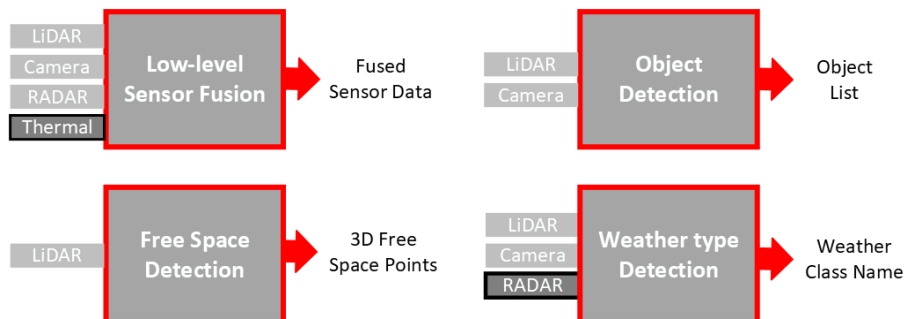 LiDAR
Camera
RADAR
Thermal
Low-level
Sensor Fusion
Fused
Sensor Data
LiDAR
Camera
Object
Detection
Object
List
LiDAR
Free Space
Detection
3D Free
Space Points
LiDAR
Camera
RADAR
Weather type
Detection
Weather
Class Name